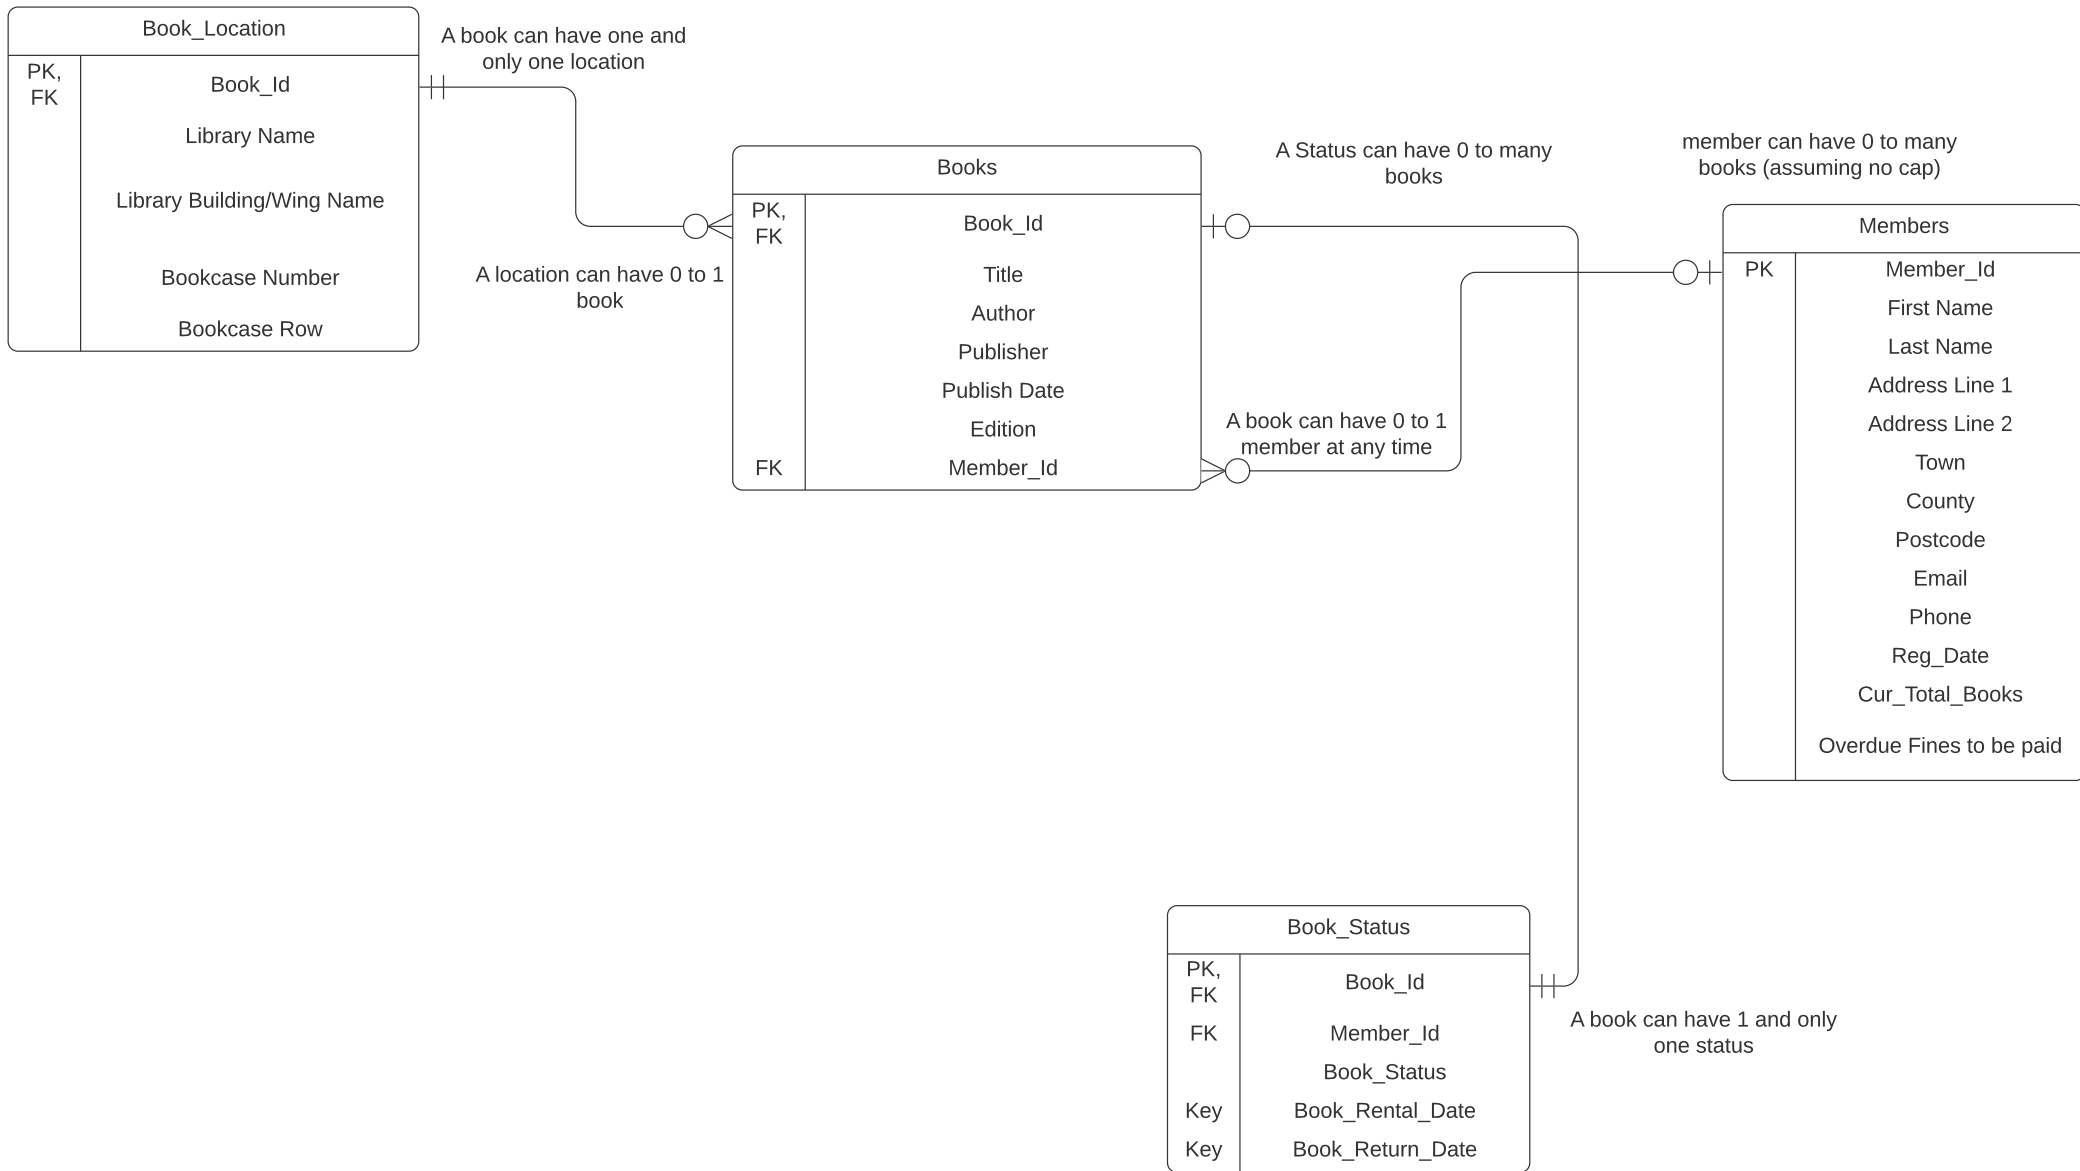 Book_Location
PK,
FK
Book_Id
Library Name
Library Building/Wing Name
Bookcase Number
Bookcase Row
A book can have one and
only one location
A location can have 0 to 1
book
Books
PK,
FK
Book_Id
Title
Author
Publisher
Publish Date
Edition
FK
Member_Id
A Status can have 0 to many
books
A book can have 0 to 1
member at any time
member can have 0 to many
books (assuming no cap)
Members
PK
Member_Id
First Name
Last Name
Address Line 1
Address Line 2
Town
County
Postcode
Email
Phone
Reg_Date
Cur_Total_Books
Overdue Fines to be paid
Book_Status
PK,
FK
Book_Id
FK
Member_Id
Book_Status
Key
Book_Rental_Date
Key
Book_Return_Date
A book can have 1 and only
one status